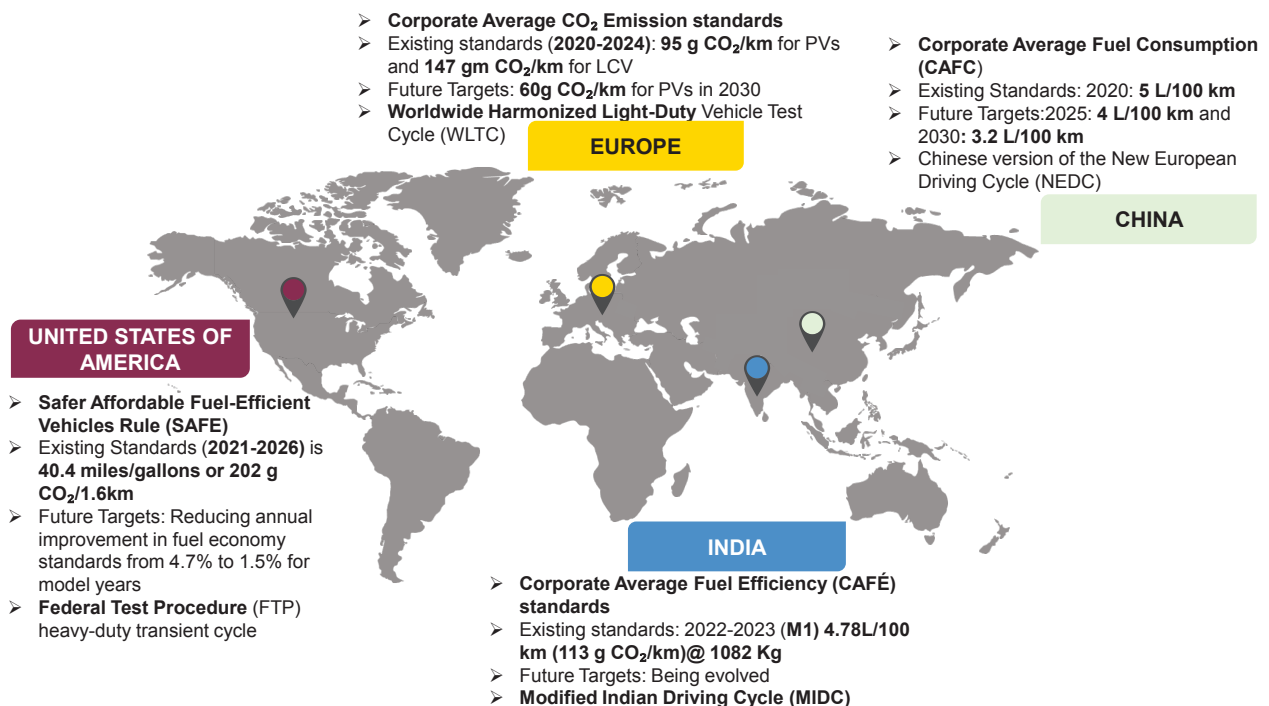 ➢ Corporate Average CO₂ Emission standards
➢ Existing standards (2020-2024): 95 g CO₂/km for PVs
and 147 gm CO₂/km for LCV
➢ Future Targets: 60g CO₂/km for PVs in 2030
➢ Worldwide Harmonized Light-Duty Vehicle Test
Cycle (WLTC)
EUROPE
➢ Corporate Average Fuel Consumption
(CAFC)
➢ Existing Standards: 2020: 5 L/100 km
➢ Future Targets:2025: 4 L/100 km and
2030: 3.2 L/100 km
➢ Chinese version of the New European
Driving Cycle (NEDC)
CHINA
UNITED STATES OF
AMERICA
➢ Safer Affordable Fuel-Efficient
Vehicles Rule (SAFE)
➢ Existing Standards (2021-2026) is
40.4 miles/gallons or 202 g
CO₂/1.6km
➢ Future Targets: Reducing annual
improvement in fuel economy
standards from 4.7% to 1.5% for
model years
➢ Federal Test Procedure (FTP)
heavy-duty transient cycle
INDIA
➢ Corporate Average Fuel Efficiency (CAFÉ)
standards
➢ Existing standards: 2022-2023 (M1) 4.78L/100
km (113 g CO₂/km)@ 1082 Kg
➢ Future Targets: Being evolved
➢ Modified Indian Driving Cycle (MIDC)